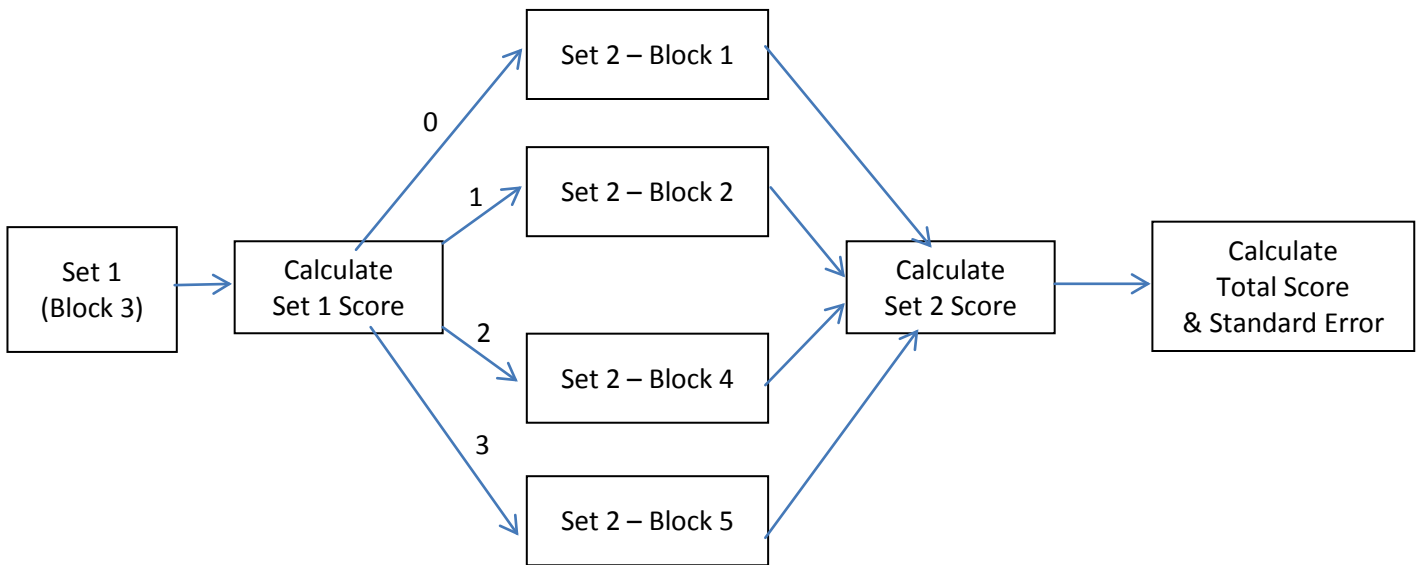 Set 1
(Block 3)
Calculate
Set 1 Score
0
1
2
3
Set 2 – Block 1
Set 2 – Block 2
Set 2 – Block 4
Set 2 – Block 5
Calculate
Set 2 Score
Calculate
Total Score
& Standard Error